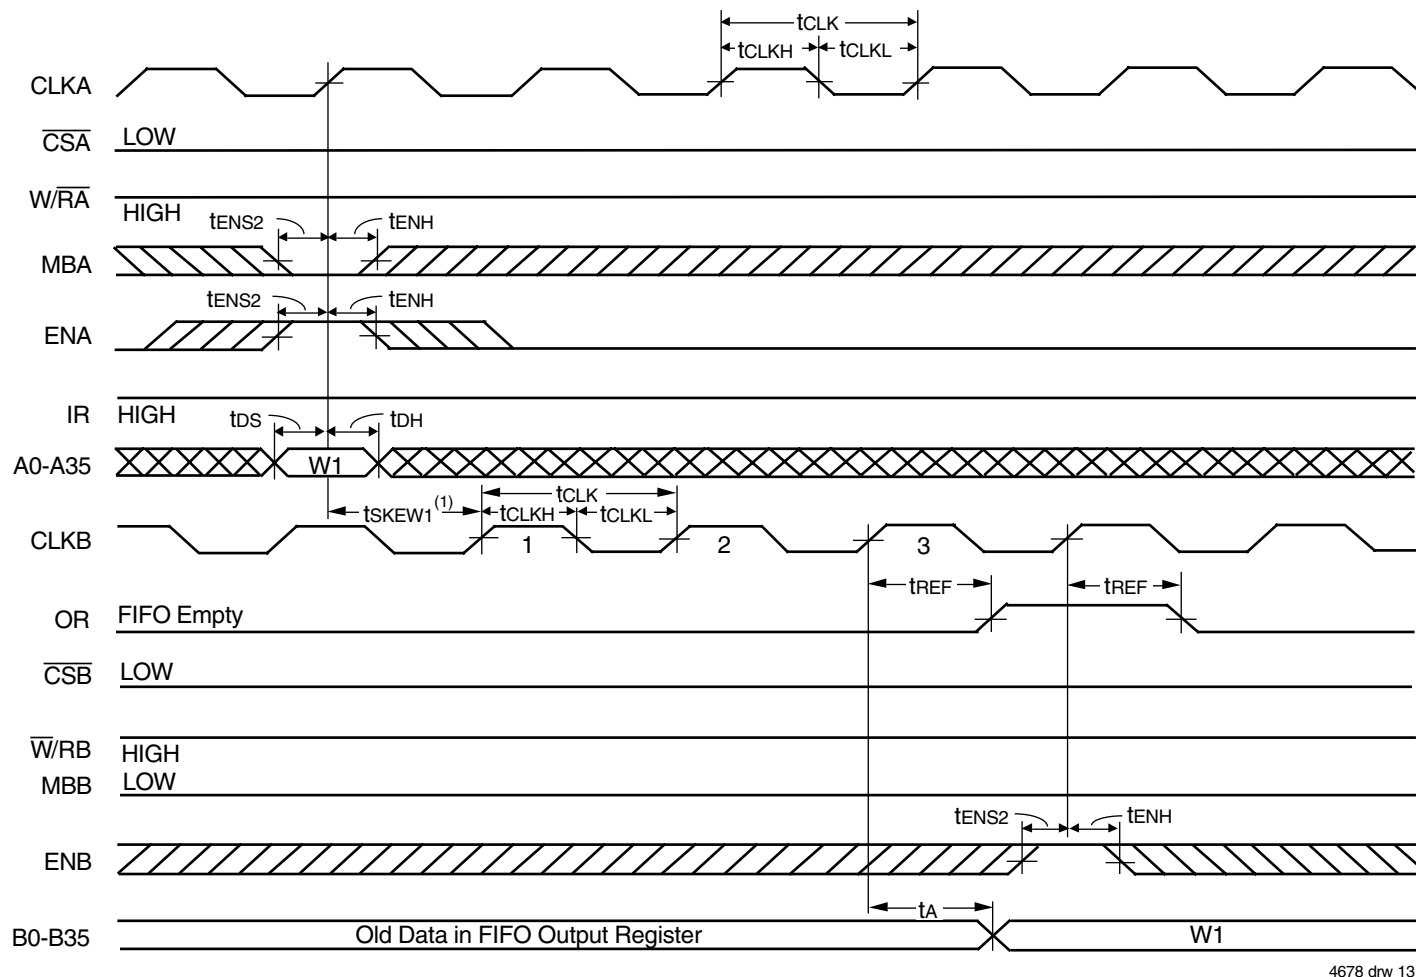 tCLK
tCLKH tCLKL
CLKA
CSA LOW
W/RA
HIGH
tENS2 tENH
MBA
tENS2 tENH
ENA
IR HIGH
tDS tDH
A0-A35 W1
tSKEW1(1) tCLK
tCLKH tCLKL
CLKB 1 2 3
tREF tREF
OR FIFO Empty
CSB LOW
W/RB HIGH
MBB LOW
tENS2 tENH
ENB
tA
B0-B35 Old Data in FIFO Output Register W1
4678 drw 13